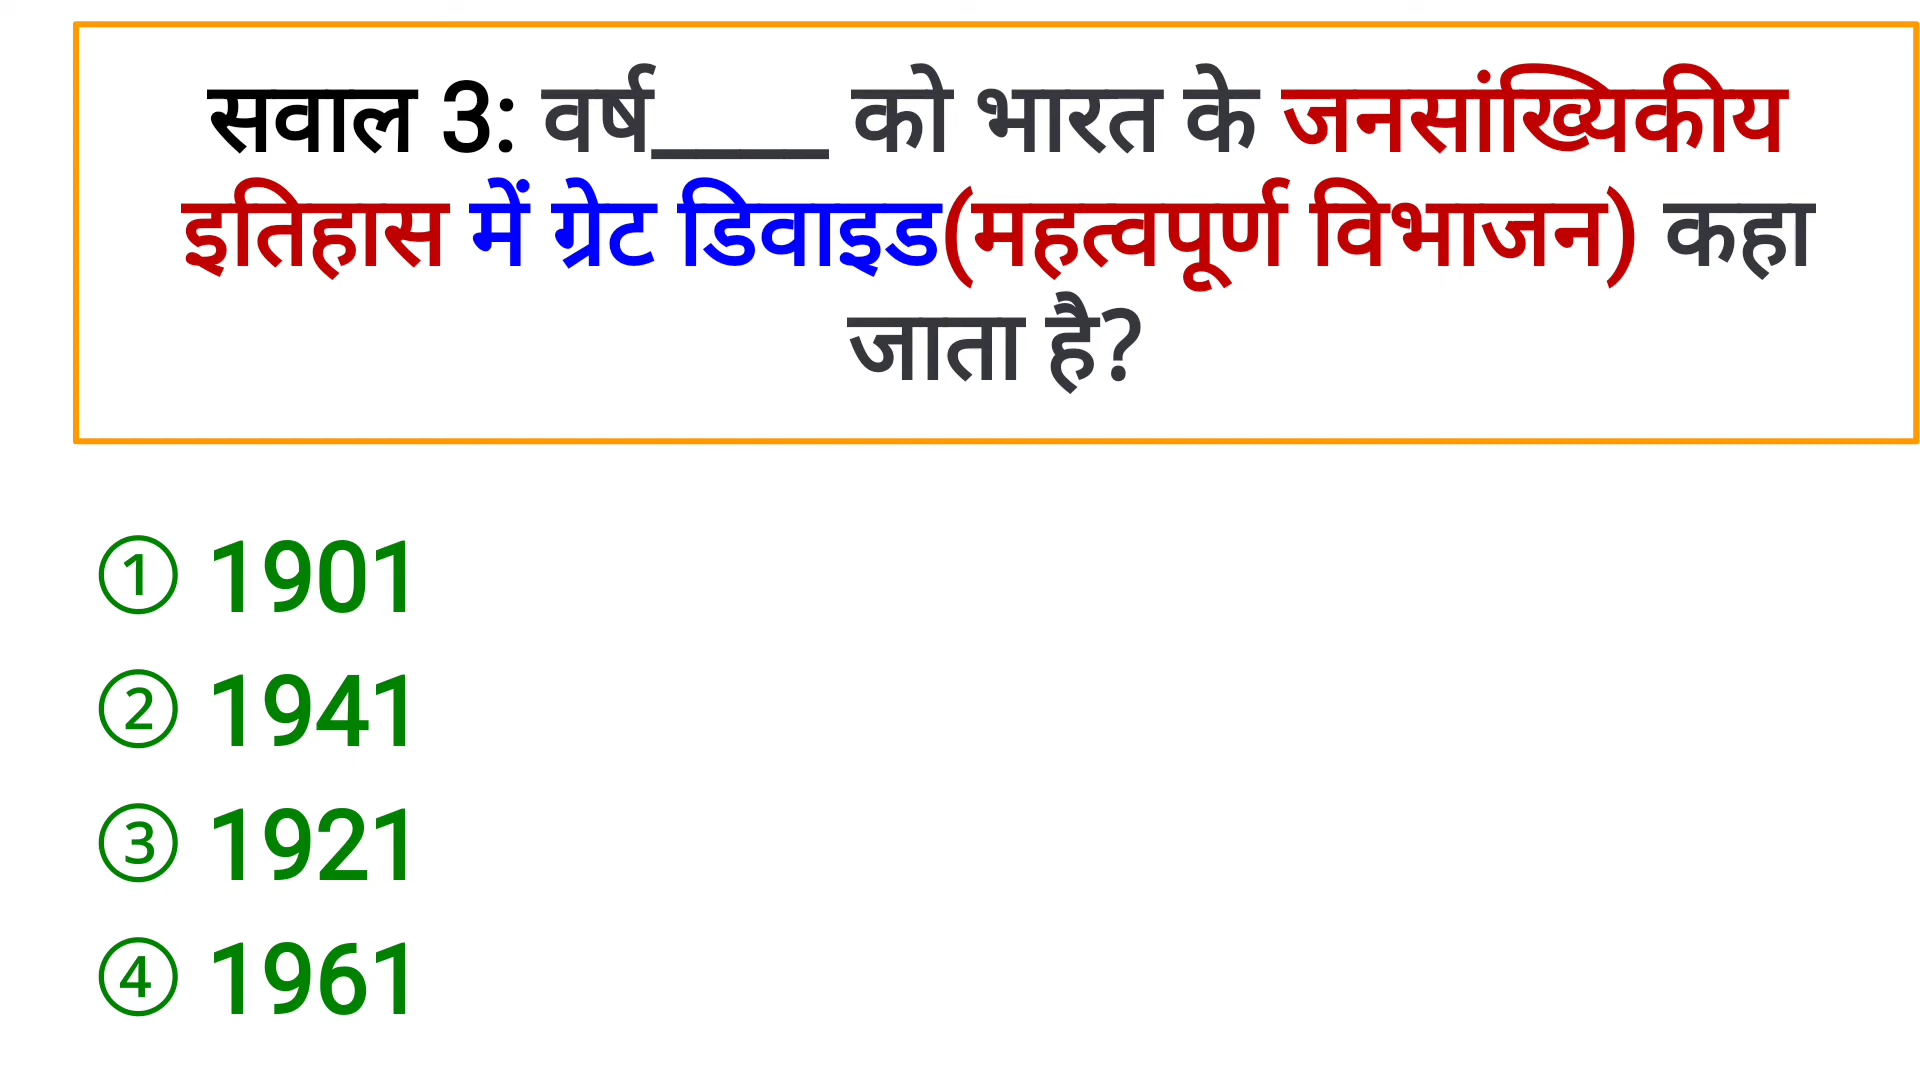 सवाल 3: वर्ष____ को भारत के जनसांख्यिकीय
इतिहास में ग्रेट डिवाइड(महत्वपूर्ण विभाजन) कहा
जाता है?
① 1901
② 1941
③ 1921
④ 1961